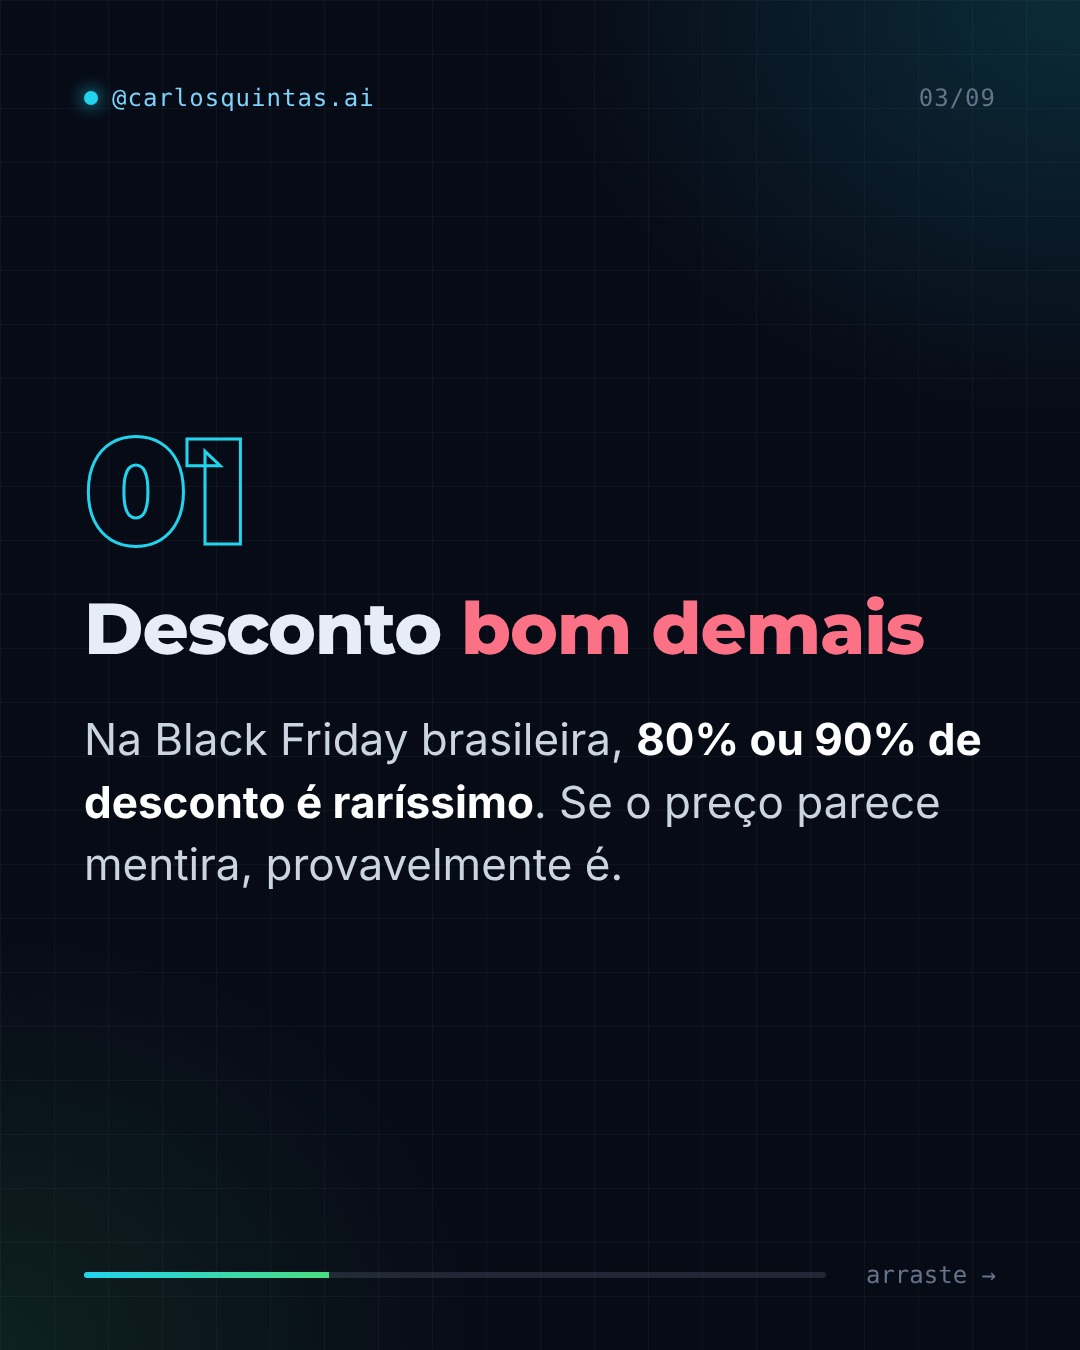 @carlosquintas.ai
03/09
01
Desconto bom demais
Na Black Friday brasileira, 80% ou 90% de
desconto é raríssimo. Se o preço parece
mentira, provavelmente é.
arraste →